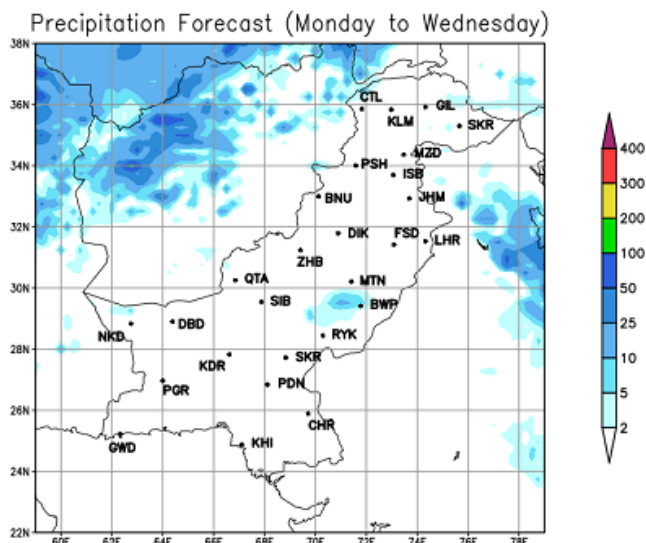 Precipitation Forecast (Monday to Wednesday)
38N
CTL
GIL
36N
KLM
SKR
400
MZD
34N
PSH
ISB
300
BNU
JHM
32N
200
DIK
FSD
LHR
ZHB
100
QTA
MTN
30N
50
SIB
BWP
NKD
DBD
25
RYK
28N
KDR
SKR
10
PGR
PDN
5
26N
CHR
2
GWD
KHI
24N
22N
60E 62E 64E 66E 68E 70E 72E 74E 76E 78E